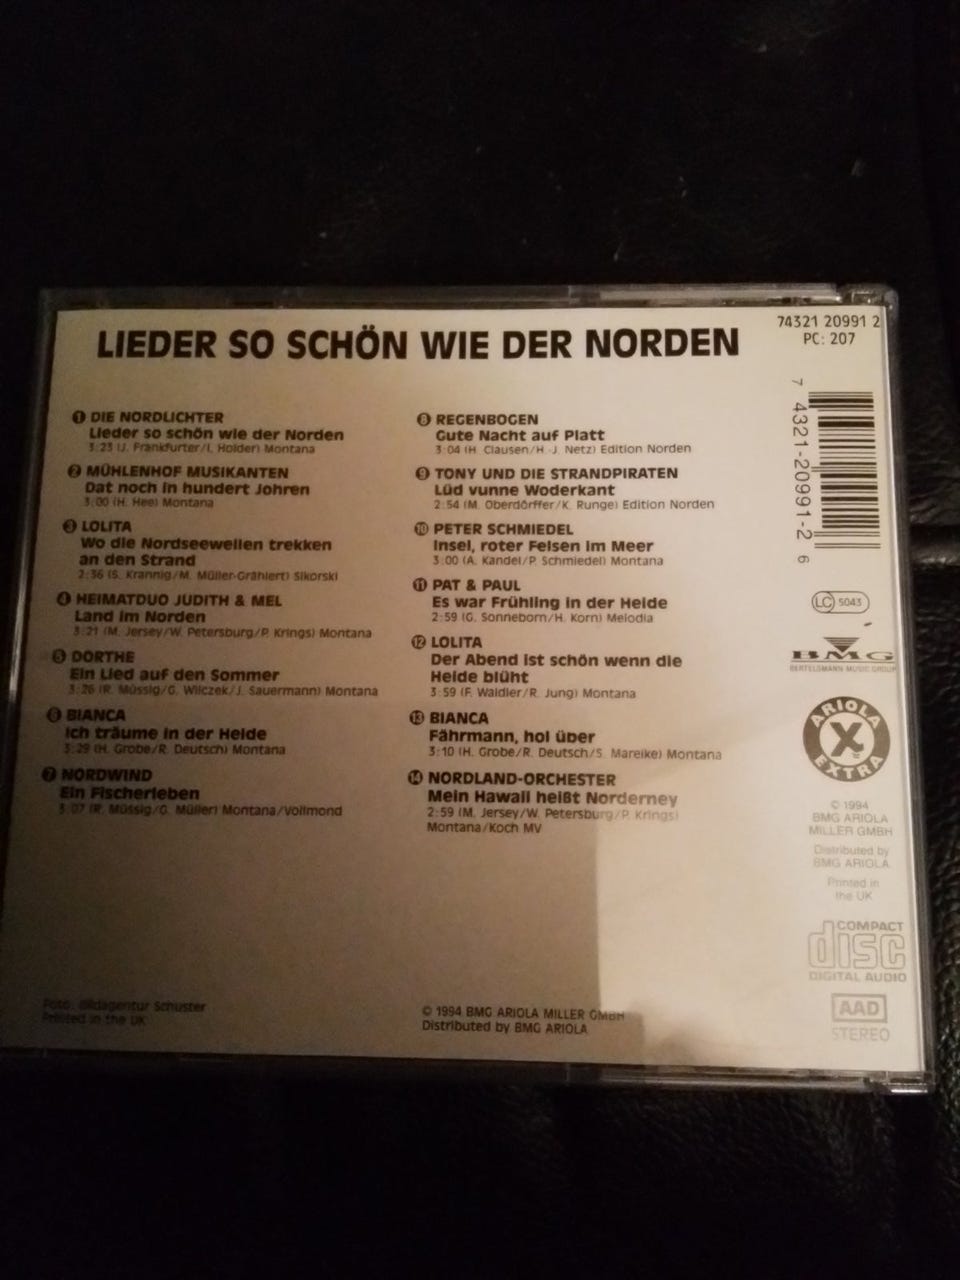 LIEDER SO SCHÖN WIE DER NORDEN
74321 20991 2
PC: 207
1 DIE NORDLICHTER
Lieder so schön wie der Norden
3:23 (J. Frankfurter/I. Holder) Montana
2 MÜHLENHOF MUSIKANTEN
Dat noch in hundert Johren
3:00 (H. Hee) Montana
3 LOLITA
Wo die Nordseewellen trekken
an den Strand
2:36 (S. Krannig/M. Müller-Grählert) Sikorski
4 HEIMATDUO JUDITH & MEL
Land im Norden
3:21 (M. Jersey/W. Petersburg/P. Krings) Montana
5 DORTHE
Ein Lied auf den Sommer
3:26 (R. Müssig/G. Wilczek/J. Sauermann) Montana
6 BIANCA
Ich träume in der Heide
3:29 (H. Grobe/R. Deutsch) Montana
7 NORDWIND
Ein Fischerleben
3:07 (R. Müssig/G. Müller) Montana/Vollmond
8 REGENBOGEN
Gute Nacht auf Platt
3:04 (H. Clausen/H.-J. Netz) Edition Norden
9 TONY UND DIE STRANDPIRATEN
Lüd vunne Woderkant
2:54 (M. Oberdörffer/K. Runge) Edition Norden
10 PETER SCHMIEDEL
Insel, roter Felsen im Meer
3:00 (A. Kandel/P. Schmiedel) Montana
11 PAT & PAUL
Es war Frühling in der Heide
2:59 (G. Sonneborn/H. Korn) Melodia
12 LOLITA
Der Abend ist schön wenn die
Heide blüht
3:59 (F. Waidler/R. Jung) Montana
13 BIANCA
Fährmann, hol über
3:10 (H. Grobe/R. Deutsch/S. Mareike) Montana
14 NORDLAND-ORCHESTER
Mein Hawaii heißt Norderney
2:59 (M. Jersey/W. Petersburg/P. Krings)
Montana/Koch MV
7 4321-20991-2 6
LC 5043
BMG
BERTELSMANN MUSIC GROUP
ARIOLA
X
EXTRA
© 1994
BMG ARIOLA
MILLER GMBH
Distributed by
BMG ARIOLA
Printed in
the UK
COMPACT
disc
DIGITAL AUDIO
AAD
STEREO
Foto: Bildagentur Schuster
Printed in the UK
© 1994 BMG ARIOLA MILLER GMBH
Distributed by BMG ARIOLA